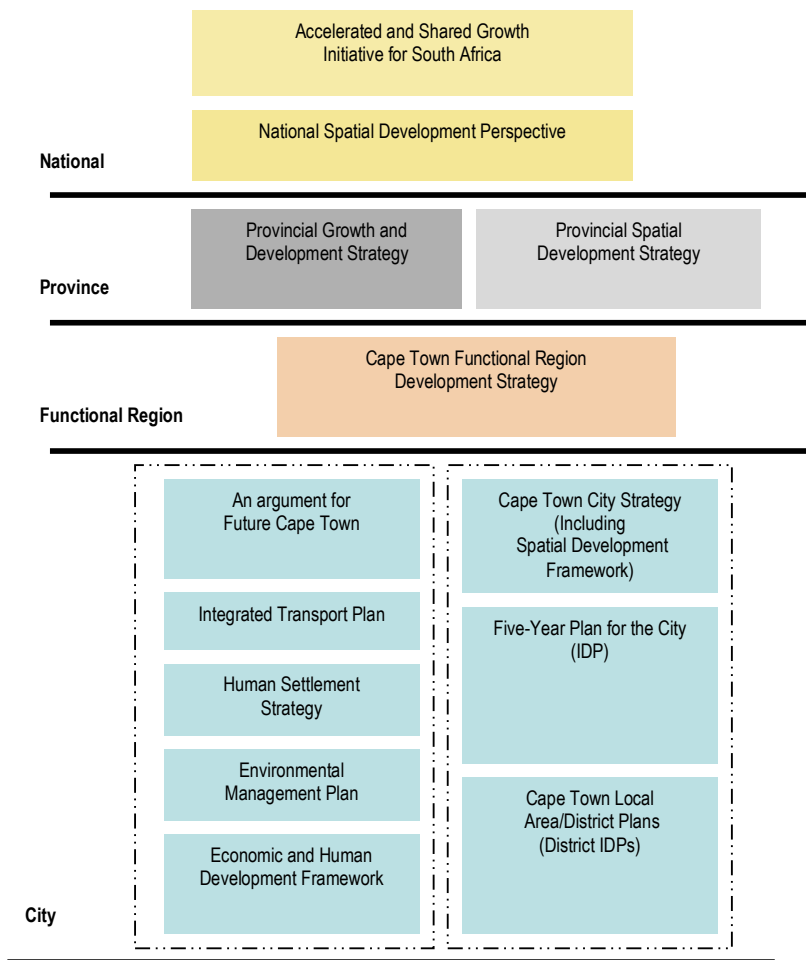 Accelerated and Shared Growth
Initiative for South Africa
National Spatial Development Perspective
National
Provincial Growth and
Development Strategy
Provincial Spatial
Development Strategy
Province
Cape Town Functional Region
Development Strategy
Functional Region
An argument for
Future Cape Town
Integrated Transport Plan
Human Settlement
Strategy
Environmental
Management Plan
Economic and Human
Development Framework
Cape Town City Strategy
(Including
Spatial Development
Framework)
Five-Year Plan for the City
(IDP)
Cape Town Local
Area/District Plans
(District IDPs)
City